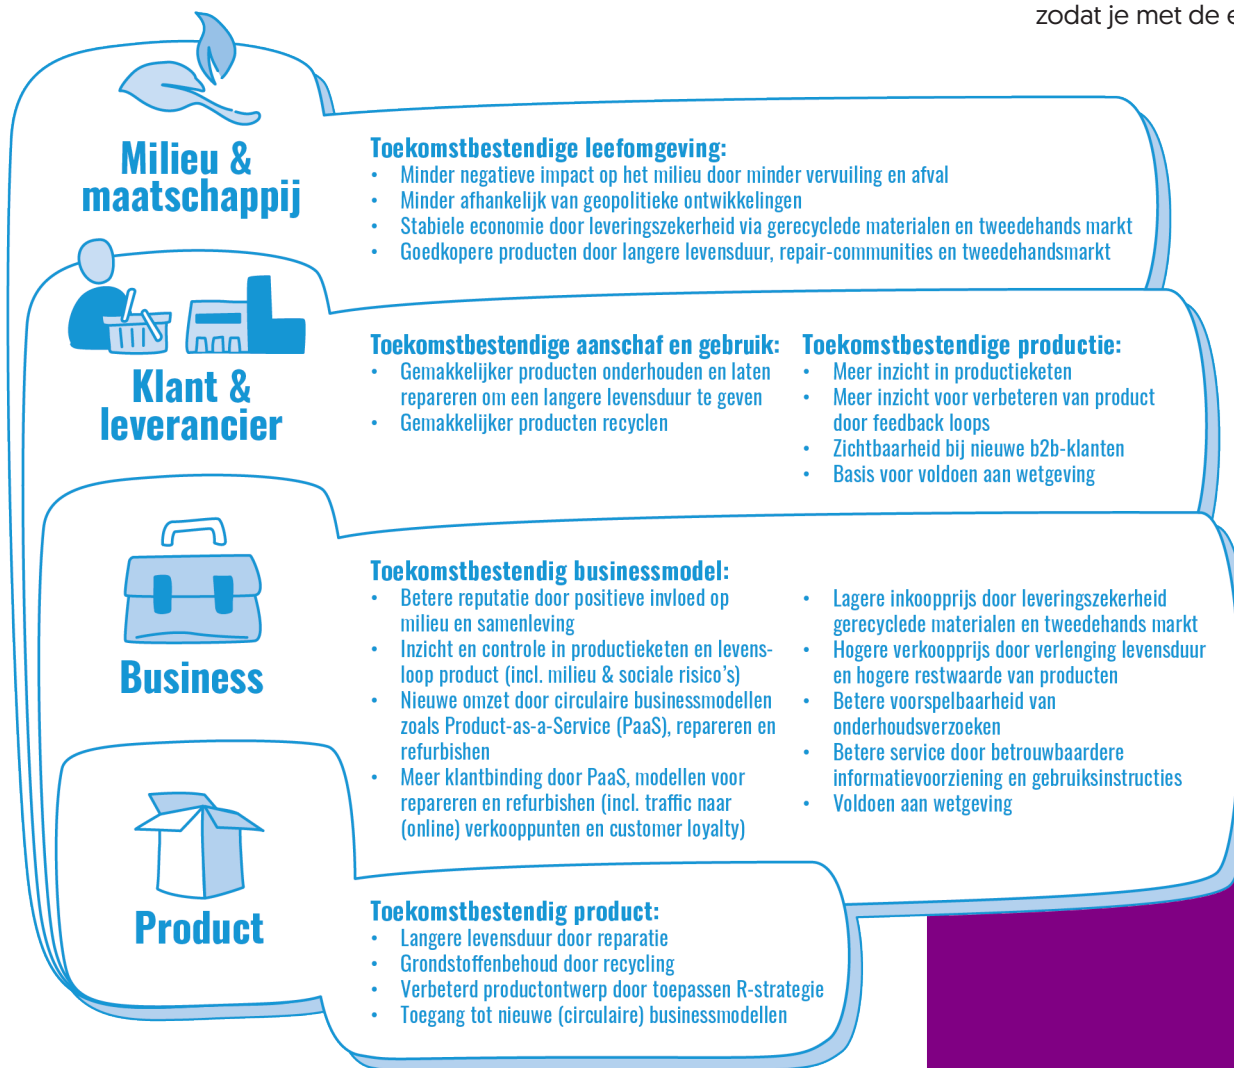 zodat je met de e
Milieu &
maatschappij
Toekomstbestendige leefomgeving:
• Minder negatieve impact op het milieu door minder vervuiling en afval
• Minder afhankelijk van geopolitieke ontwikkelingen
• Stabiele economie door leveringszekerheid via gerecyclede materialen en tweedehands markt
• Goedkopere producten door langere levensduur, repair-communities en tweedehandsmarkt
Klant &
leverancier
Toekomstbestendige aanschaf en gebruik:
• Gemakkelijker producten onderhouden en laten
repareren om een langere levensduur te geven
• Gemakkelijker producten recyclen
Toekomstbestendige productie:
• Meer inzicht in productieketen
• Meer inzicht voor verbeteren van product
door feedback loops
• Zichtbaarheid bij nieuwe b2b-klanten
• Basis voor voldoen aan wetgeving
Business
Toekomstbestendig businessmodel:
• Betere reputatie door positieve invloed op
milieu en samenleving
• Inzicht en controle in productieketen en levens-
loop product (incl. milieu & sociale risico's)
• Nieuwe omzet door circulaire businessmodellen
zoals Product-as-a-Service (PaaS), repareren en
refurbishen
• Meer klantbinding door PaaS, modellen voor
repareren en refurbishen (incl. traffic naar
(online) verkooppunten en customer loyalty)
• Lagere inkoopprijs door leveringszekerheid
gerecyclede materialen en tweedehands markt
• Hogere verkoopprijs door verlenging levensduur
en hogere restwaarde van producten
• Betere voorspelbaarheid van
onderhoudsverzoeken
• Betere service door betrouwbaardere
informatievoorziening en gebruiksinstructies
• Voldoen aan wetgeving
Product
Toekomstbestendig product:
• Langere levensduur door reparatie
• Grondstoffenbehoud door recycling
• Verbeterd productontwerp door toepassen R-strategie
• Toegang tot nieuwe (circulaire) businessmodellen